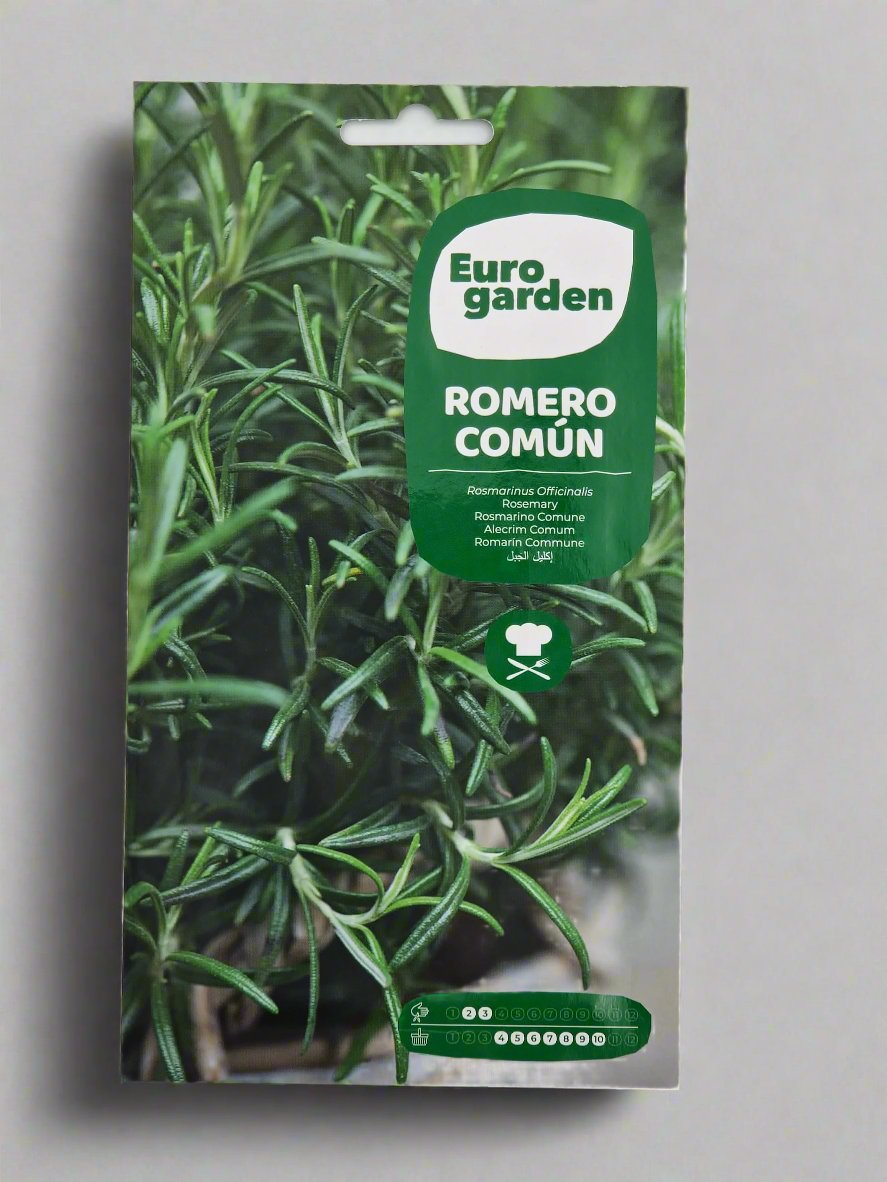 Euro
garden
ROMERO
COMÚN
Rosmarinus Officinalis
Rosemary
Rosmarino Comune
Alecrim Comum
Romarín Commune
إكليل الجبل
1 2 3 4 5 6 7 8 9 10 11 12
1 2 3 4 5 6 7 8 9 10 11 12